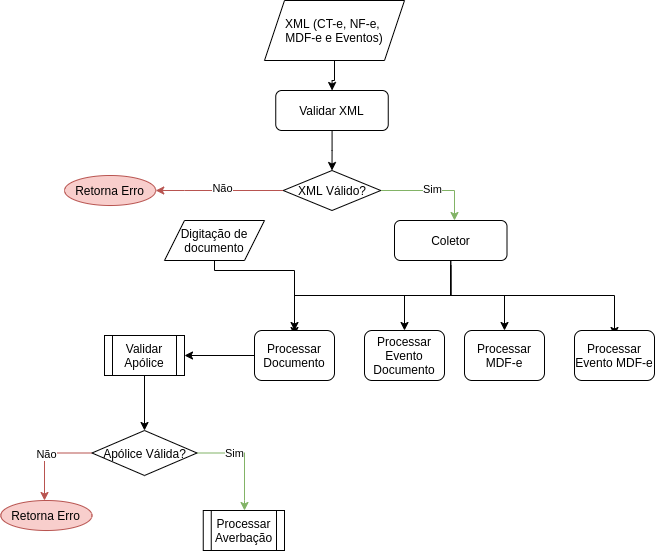 XML (CT-e, NF-e,
MDF-e e Eventos)
Validar XML
XML Válido?
Não
Sim
Retorna Erro
Digitação de
documento
Coletor
Validar
Apólice
Processar
Documento
Processar
Evento
Documento
Processar
MDF-e
Processar
Evento MDF-e
Apólice Válida?
Não
Sim
Retorna Erro
Processar
Averbação